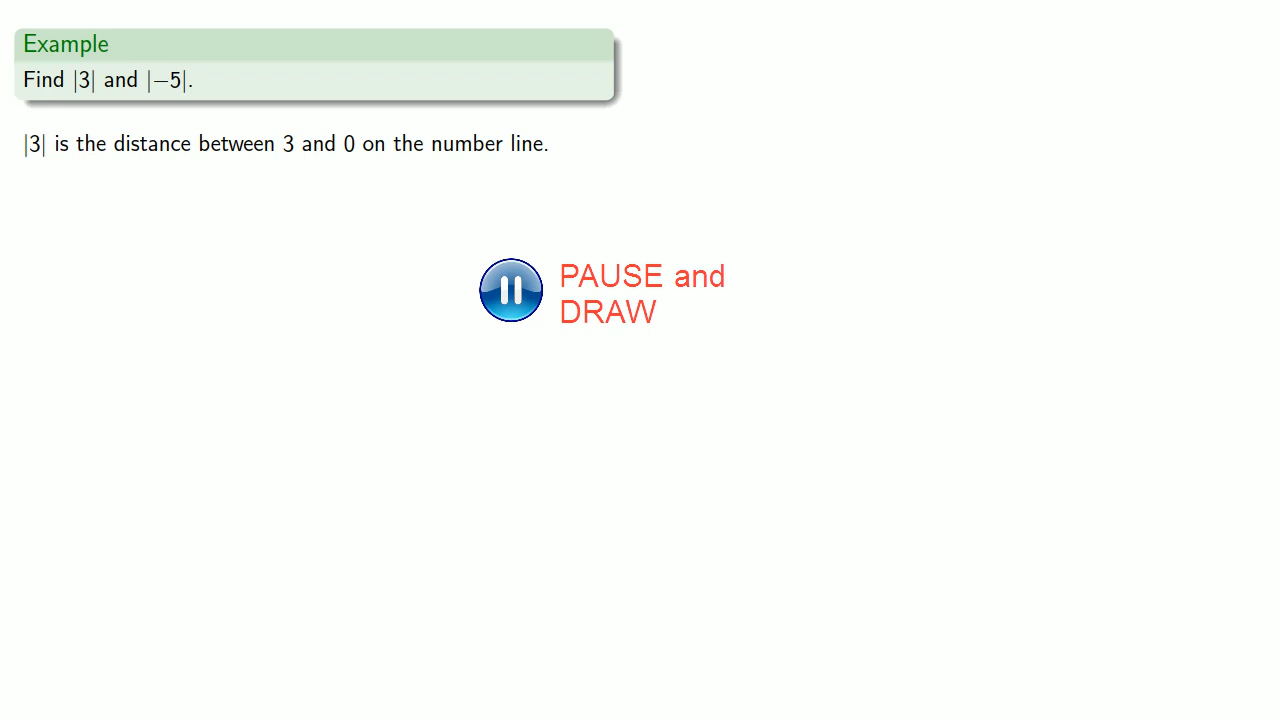 Example
Find |3| and |−5|.
|3| is the distance between 3 and 0 on the number line.
PAUSE and
DRAW